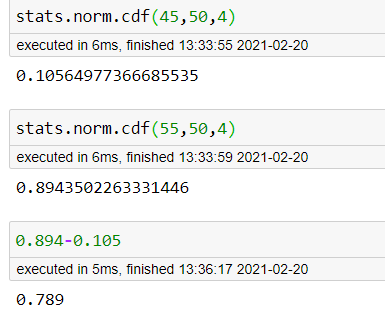 stats.norm.cdf(45,50,4)
executed in 6ms, finished 13:33:55 2021-02-20
0.10564977366685535
stats.norm.cdf(55,50,4)
executed in 6ms, finished 13:33:59 2021-02-20
0.8943502263331446
0.894-0.105
executed in 5ms, finished 13:36:17 2021-02-20
0.789